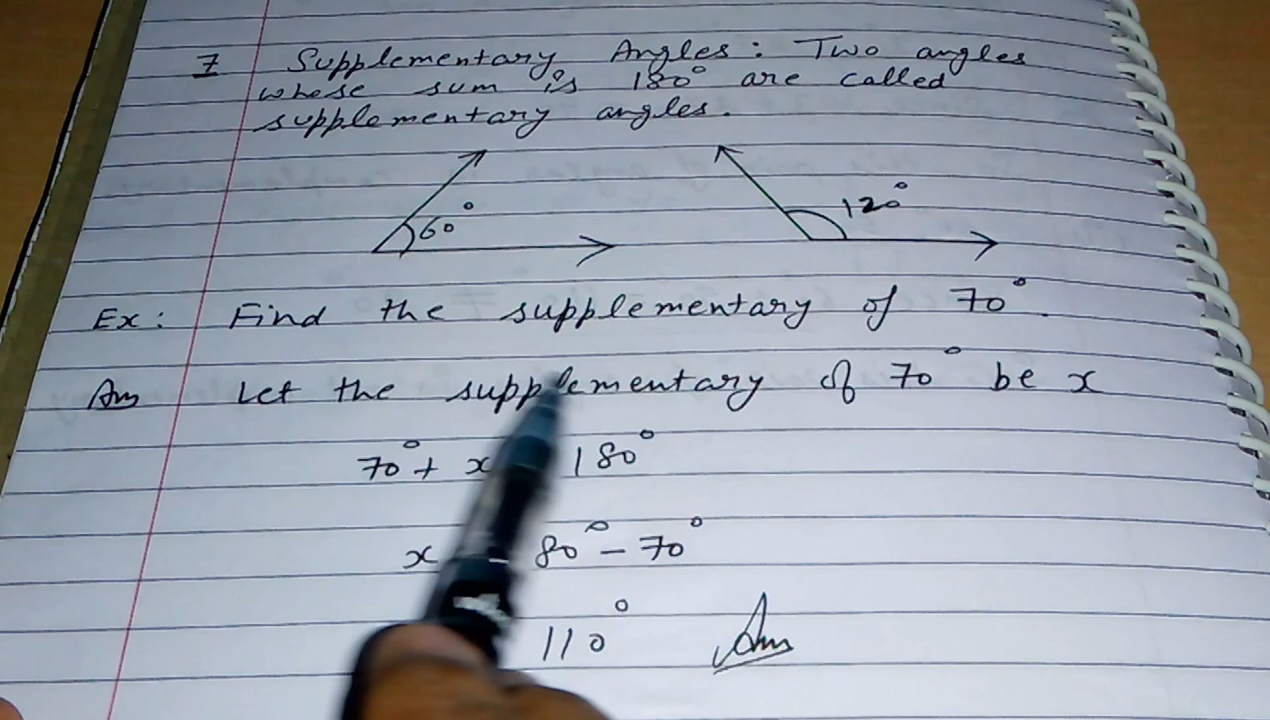 7 Supplementary Angles: Two angles
whose sum is 180° are called
supplementary angles.
60° 120°
Ex: Find the supplementary of 70°.
Ans Let the supplementary of 70° be x
70° + x 180°
x 80° - 70°
110° Ans